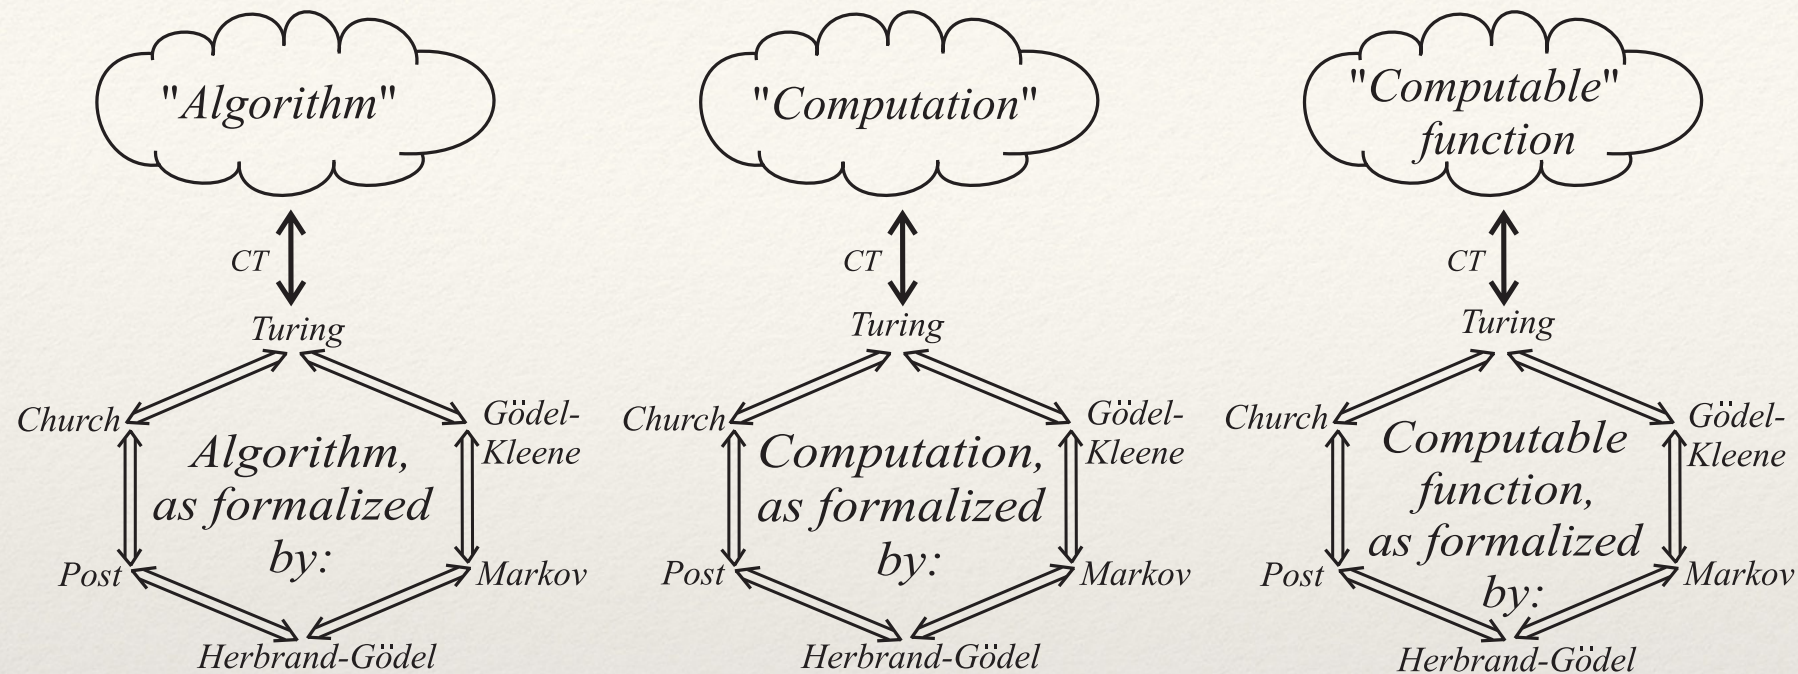 "Algorithm"
CT
Turing
Church
Gödel-
Kleene
Algorithm,
as formalized
by:
Post
Markov
Herbrand-Gödel
"Computation"
CT
Turing
Church
Gödel-
Kleene
Computation,
as formalized
by:
Post
Markov
Herbrand-Gödel
"Computable"
function
CT
Turing
Church
Gödel-
Kleene
Computable
function,
as formalized
by:
Post
Markov
Herbrand-Gödel